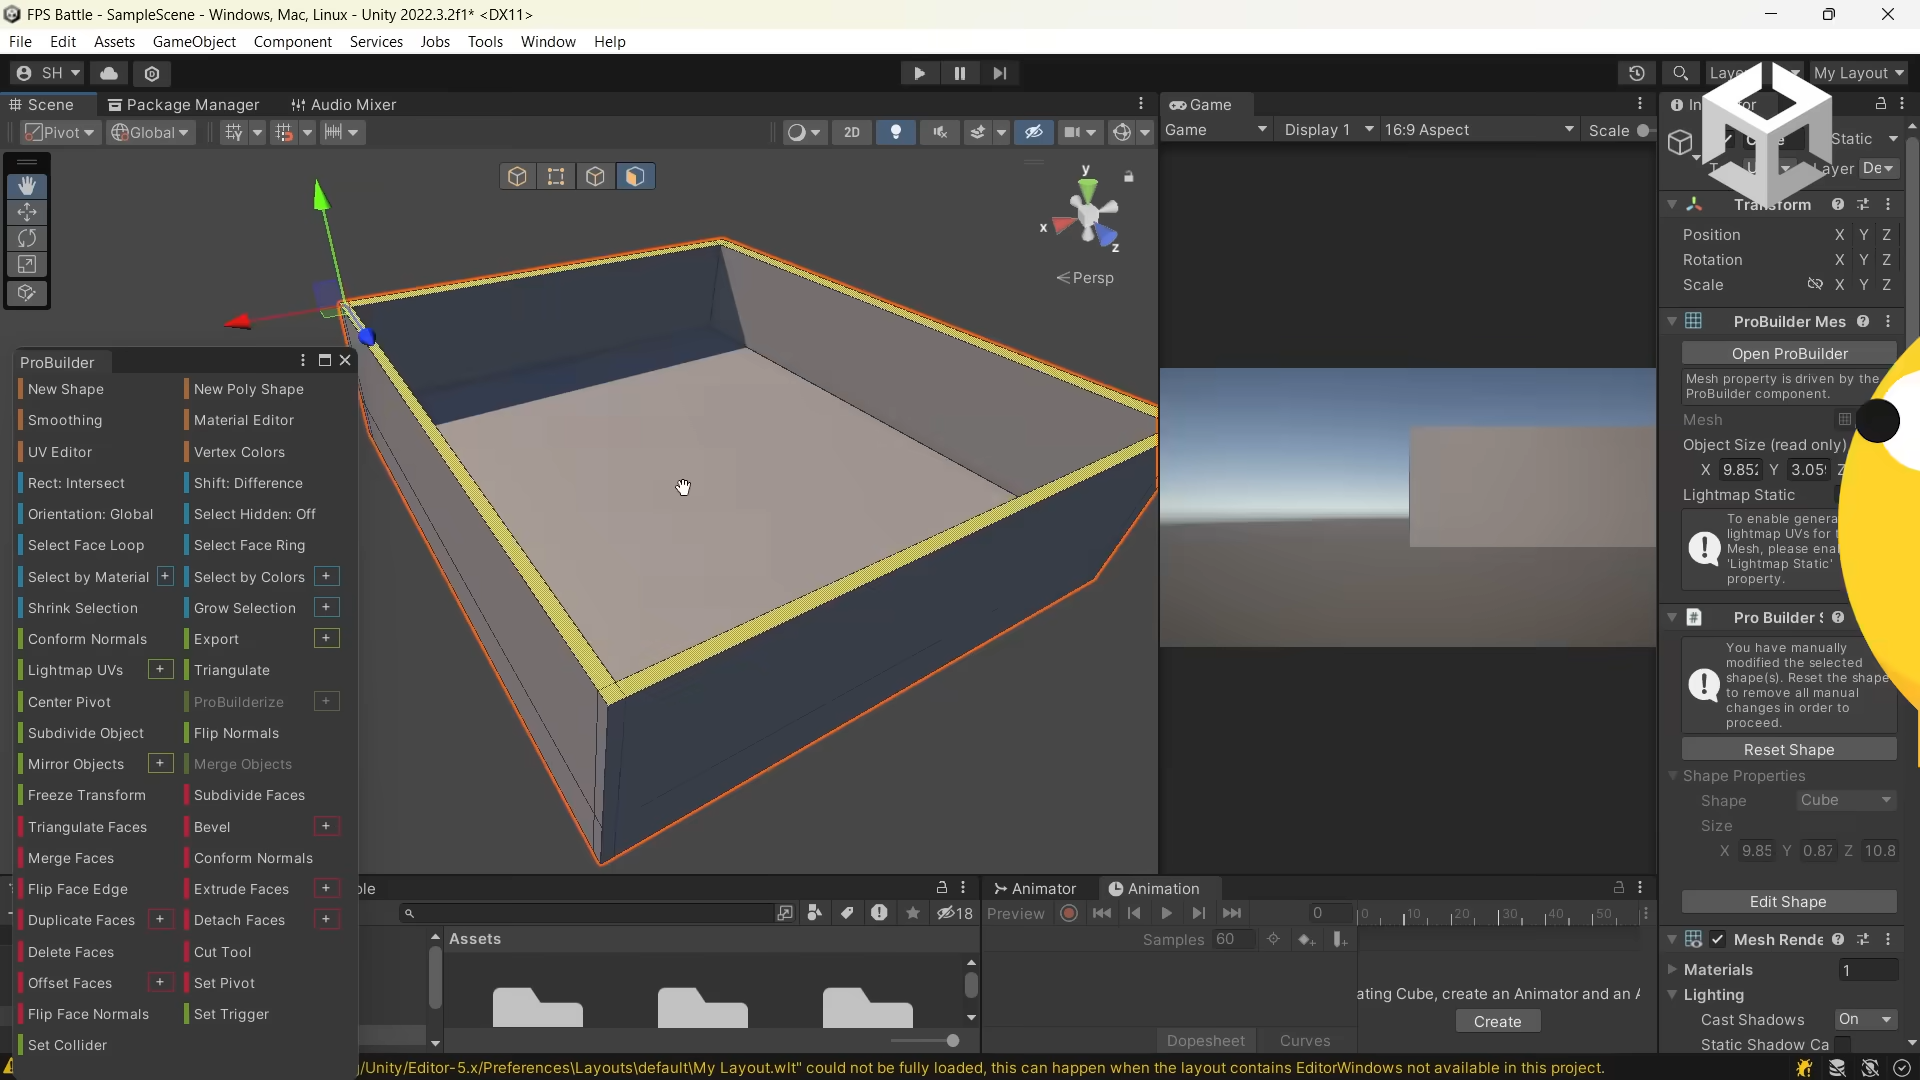 FPS Battle - SampleScene - Windows, Mac, Linux - Unity 2022.3.2f1* <DX11>
File Edit Assets GameObject Component Services Jobs Tools Window Help
SH
My Layout
Scene Package Manager Audio Mixer
Game
Pivot Global 2D
Game Display 1 16:9 Aspect Scale
Static
De
Transform
Position X Y Z
Rotation X Y Z
Scale X Y Z
y
x
z
Persp
ProBuilder Mes
Open ProBuilder
Mesh property is driven by the
ProBuilder component.
Mesh
Object Size (read only)
X 9.852 Y 3.05 Z
Lightmap Static
To enable genera
lightmap UVs for t
Mesh, please ena
'Lightmap Static'
property.
Pro Builder S
You have manually
modified the selected
shape(s). Reset the shape
to remove all manual
changes in order to
proceed.
Reset Shape
Shape Properties
Shape Cube
Size
X 9.85 Y 0.87 Z 10.8
Edit Shape
Mesh Rende
Materials 1
Lighting
Cast Shadows On
Static Shadow Ca
ProBuilder
New Shape New Poly Shape
Smoothing Material Editor
UV Editor Vertex Colors
Rect: Intersect Shift: Difference
Orientation: Global Select Hidden: Off
Select Face Loop Select Face Ring
Select by Material + Select by Colors +
Shrink Selection Grow Selection +
Conform Normals Export +
Lightmap UVs + Triangulate
Center Pivot ProBuilderize +
Subdivide Object Flip Normals
Mirror Objects + Merge Objects
Freeze Transform Subdivide Faces
Triangulate Faces Bevel +
Merge Faces Conform Normals
Flip Face Edge Extrude Faces +
Duplicate Faces + Detach Faces +
Delete Faces Cut Tool
Offset Faces + Set Pivot
Flip Face Normals Set Trigger
Set Collider
ole
18
Assets
Animator Animation
Preview 0 0 10 20 30 40 50
Samples 60
ating Cube, create an Animator and an A
Create
Dopesheet Curves
/Unity/Editor-5.x/Preferences\Layouts\default\My Layout.wlt" could not be fully loaded, this can happen when the layout contains EditorWindows not available in this project.